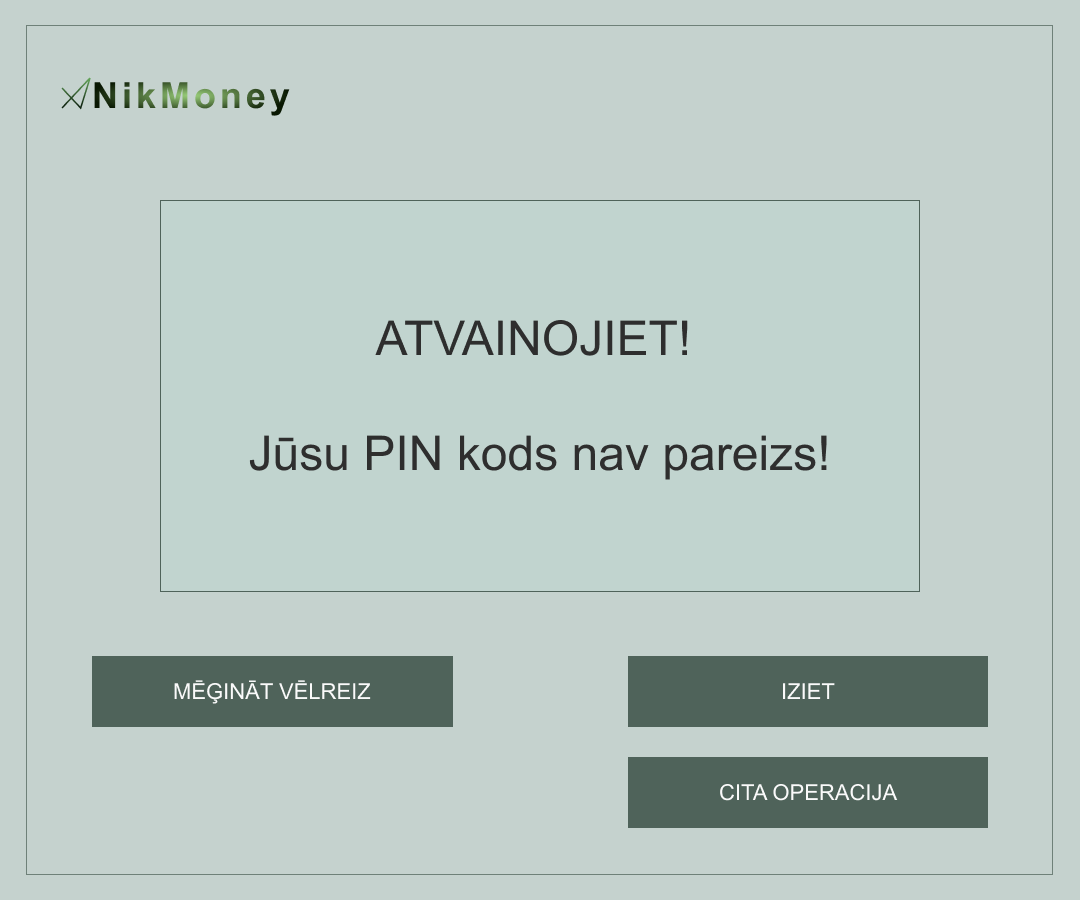 NikMoney
ATVAINOJIET!
Jūsu PIN kods nav pareizs!
MĒĢINĀT VĒLREIZ
IZIET
CITA OPERACIJA